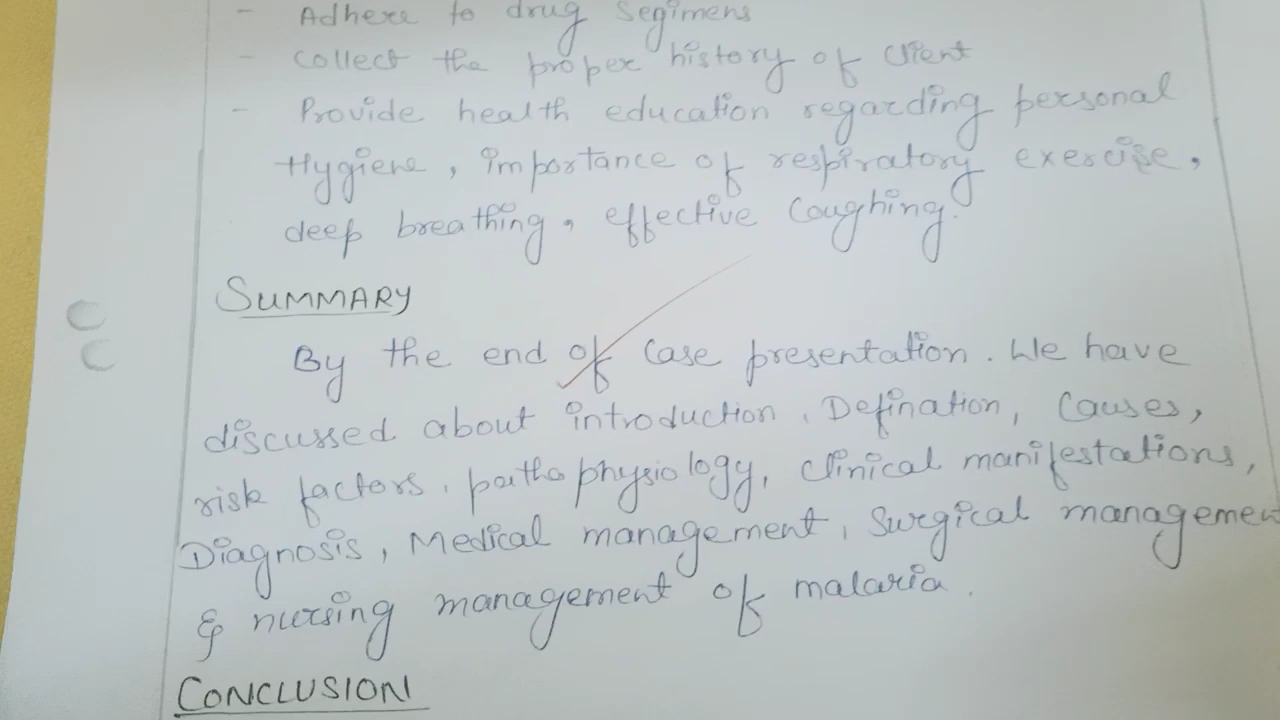 - Adhere to drug regimens
- Collect the proper history of client
- Provide health education regarding personal
Hygiene, importance of respiratory exercise,
deep breathing, effective coughing.
SUMMARY
By the end of case presentation. We have
discussed about introduction, Defination, causes,
risk factors, pathophysiology, clinical manifestations,
Diagnosis, Medical management, surgical managemen
& nursing management of malaria.
CONCLUSION